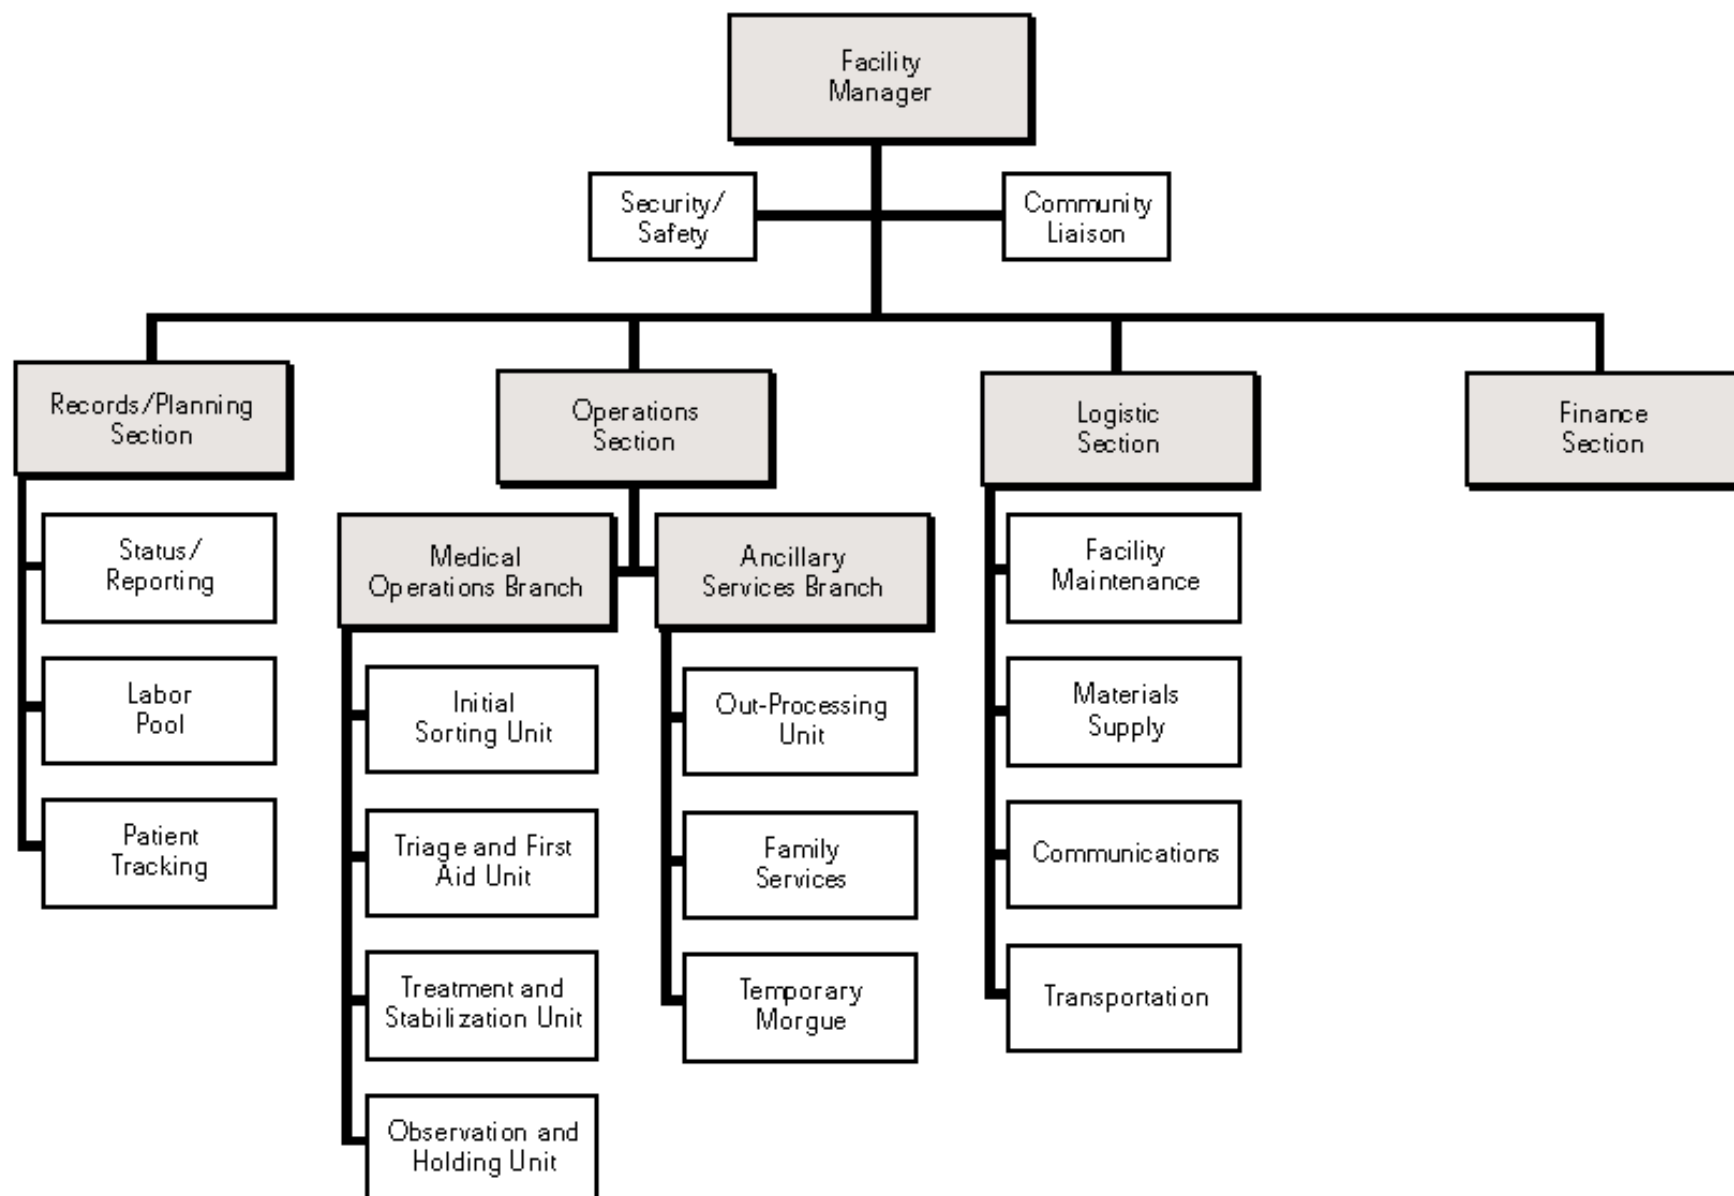 Facility
Manager
Security/
Safety
Community
Liaison
Records/Planning
Section
Operations
Section
Logistic
Section
Finance
Section
Status/
Reporting
Labor
Pool
Patient
Tracking
Medical
Operations Branch
Initial
Sorting Unit
Triage and First
Aid Unit
Treatment and
Stabilization Unit
Observation and
Holding Unit
Ancillary
Services Branch
Out-Processing
Unit
Family
Services
Temporary
Morgue
Facility
Maintenance
Materials
Supply
Communications
Transportation